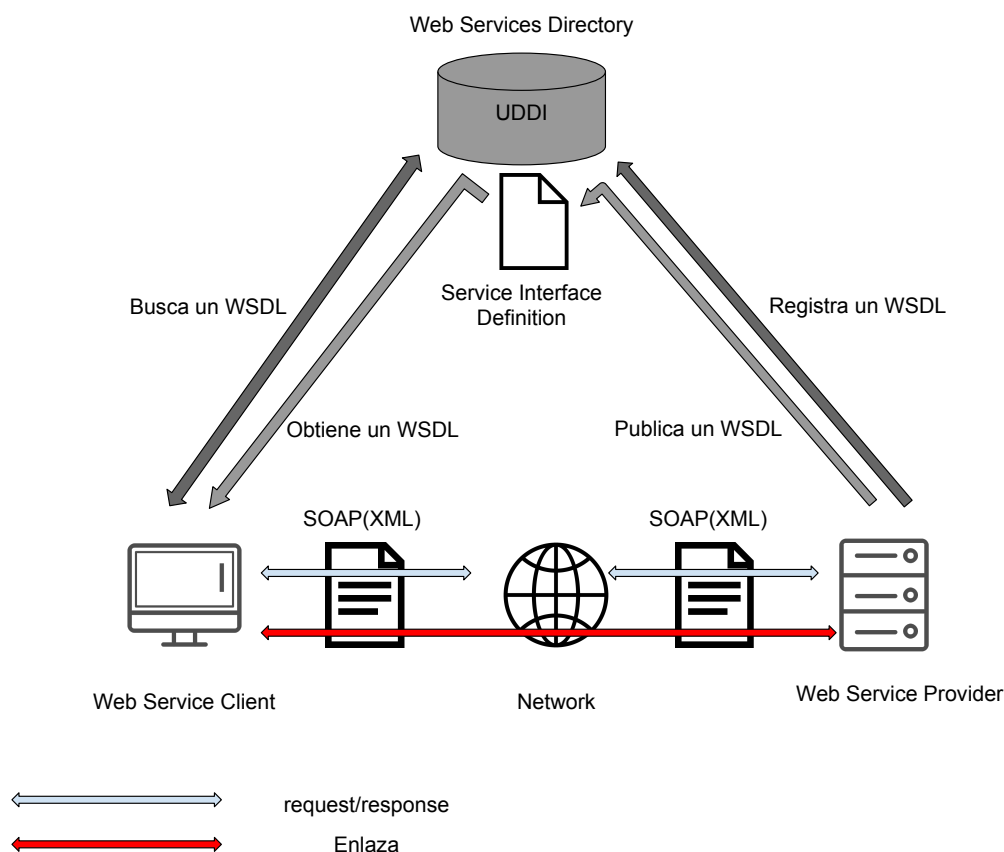 Web Services Directory
UDDI
Service Interface
Definition
Busca un WSDL
Registra un WSDL
Obtiene un WSDL
Publica un WSDL
SOAP(XML)
SOAP(XML)
Web Service Client
Network
Web Service Provider
request/response
Enlaza